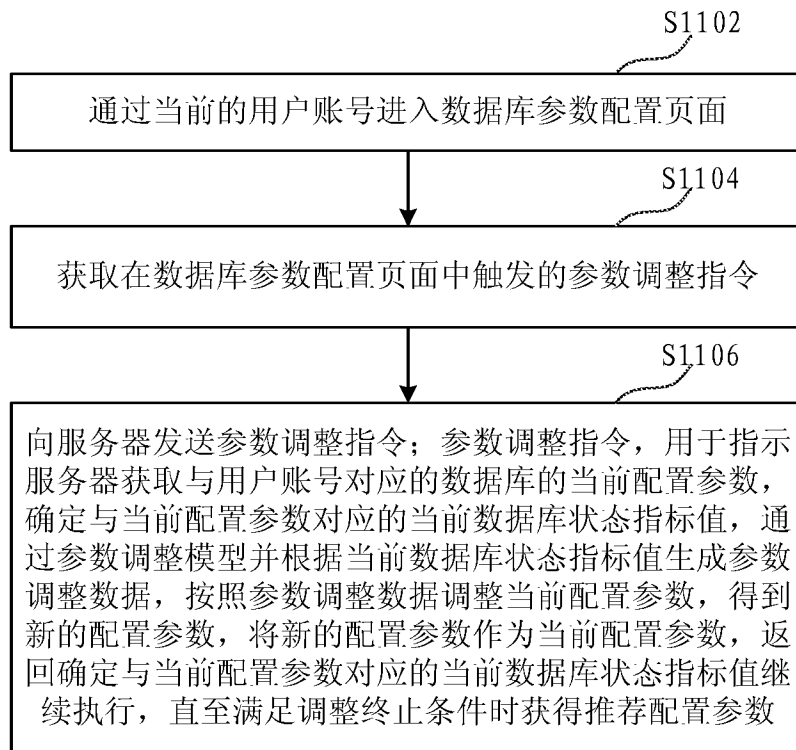 S1102
通过当前的用户账号进入数据库参数配置页面
S1104
获取在数据库参数配置页面中触发的参数调整指令
S1106
向服务器发送参数调整指令；参数调整指令，用于指示
服务器获取与用户账号对应的数据库的当前配置参数，
确定与当前配置参数对应的当前数据库状态指标值，通
过参数调整模型并根据当前数据库状态指标值生成参数
调整数据，按照参数调整数据调整当前配置参数，得到
新的配置参数，将新的配置参数作为当前配置参数，返
回确定与当前配置参数对应的当前数据库状态指标值继
续执行，直至满足调整终止条件时获得推荐配置参数